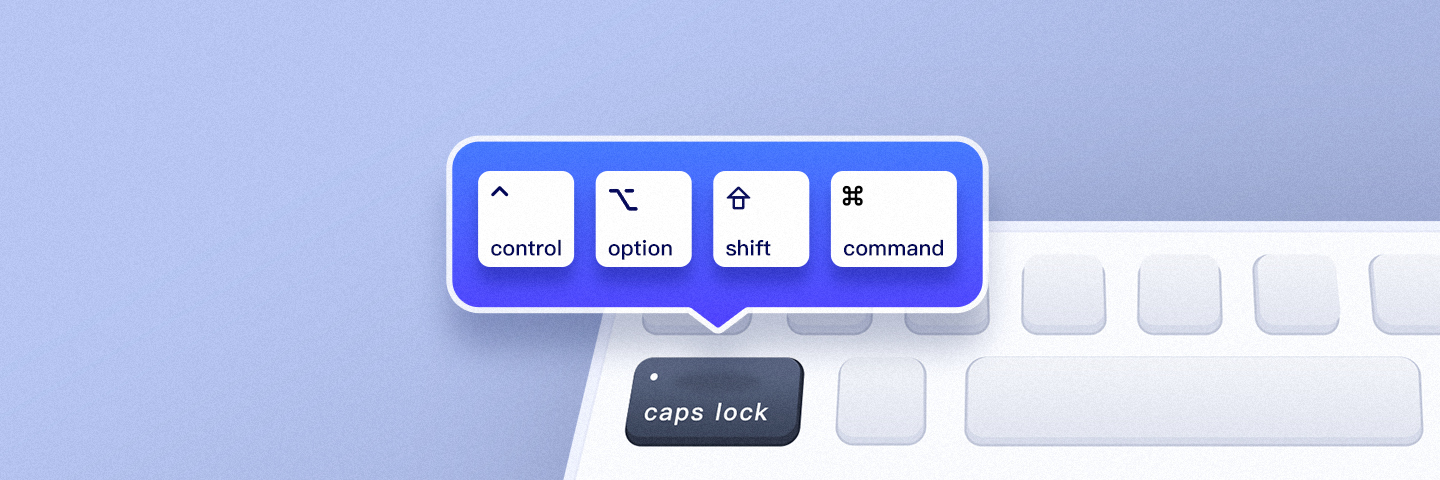 ^ ⌥ ⇧ ⌘
control option shift command
caps lock